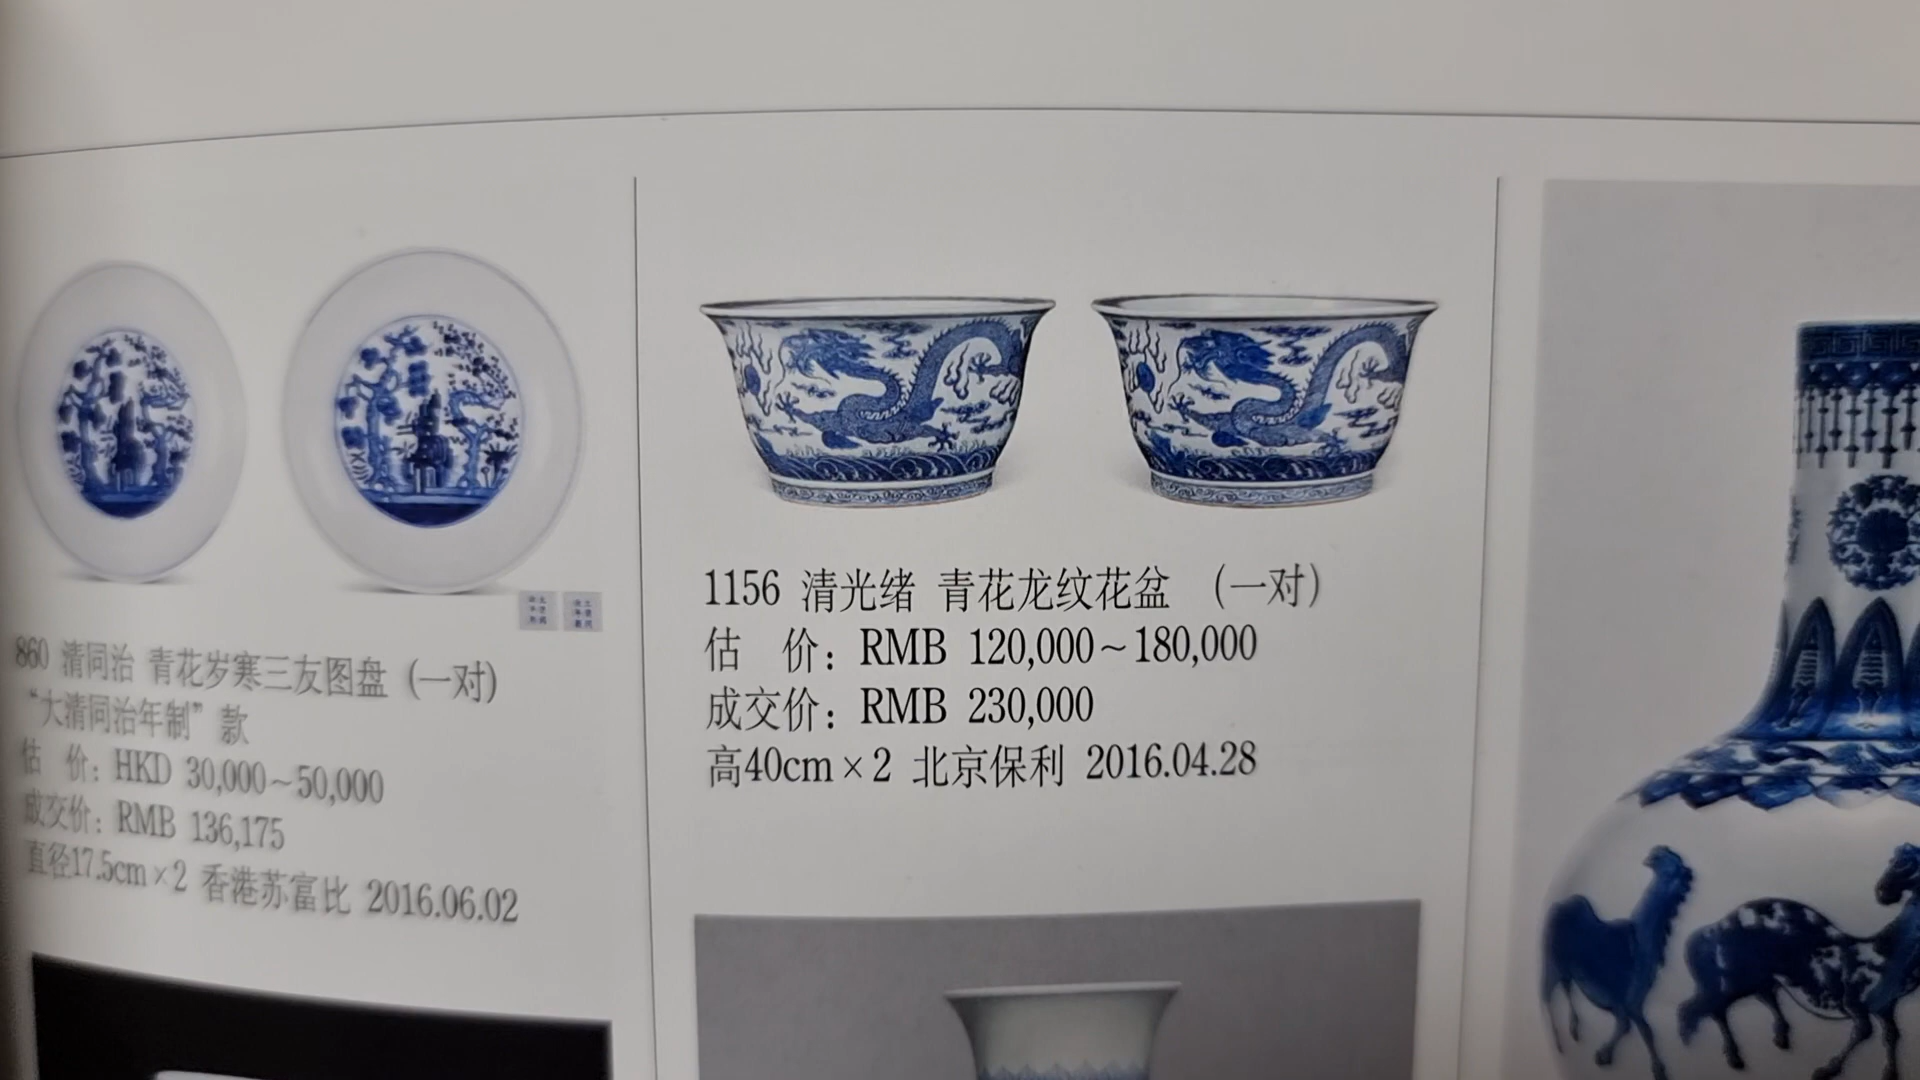 860 清同治 青花岁寒三友图盘 (一对)
“大清同治年制” 款
估 价: HKD 30,000~50,000
成交价: RMB 136,175
直径17.5cm×2 香港苏富比 2016.06.02
1156 清光绪 青花龙纹花盆 (一对)
估 价: RMB 120,000~180,000
成交价: RMB 230,000
高40cm×2 北京保利 2016.04.28